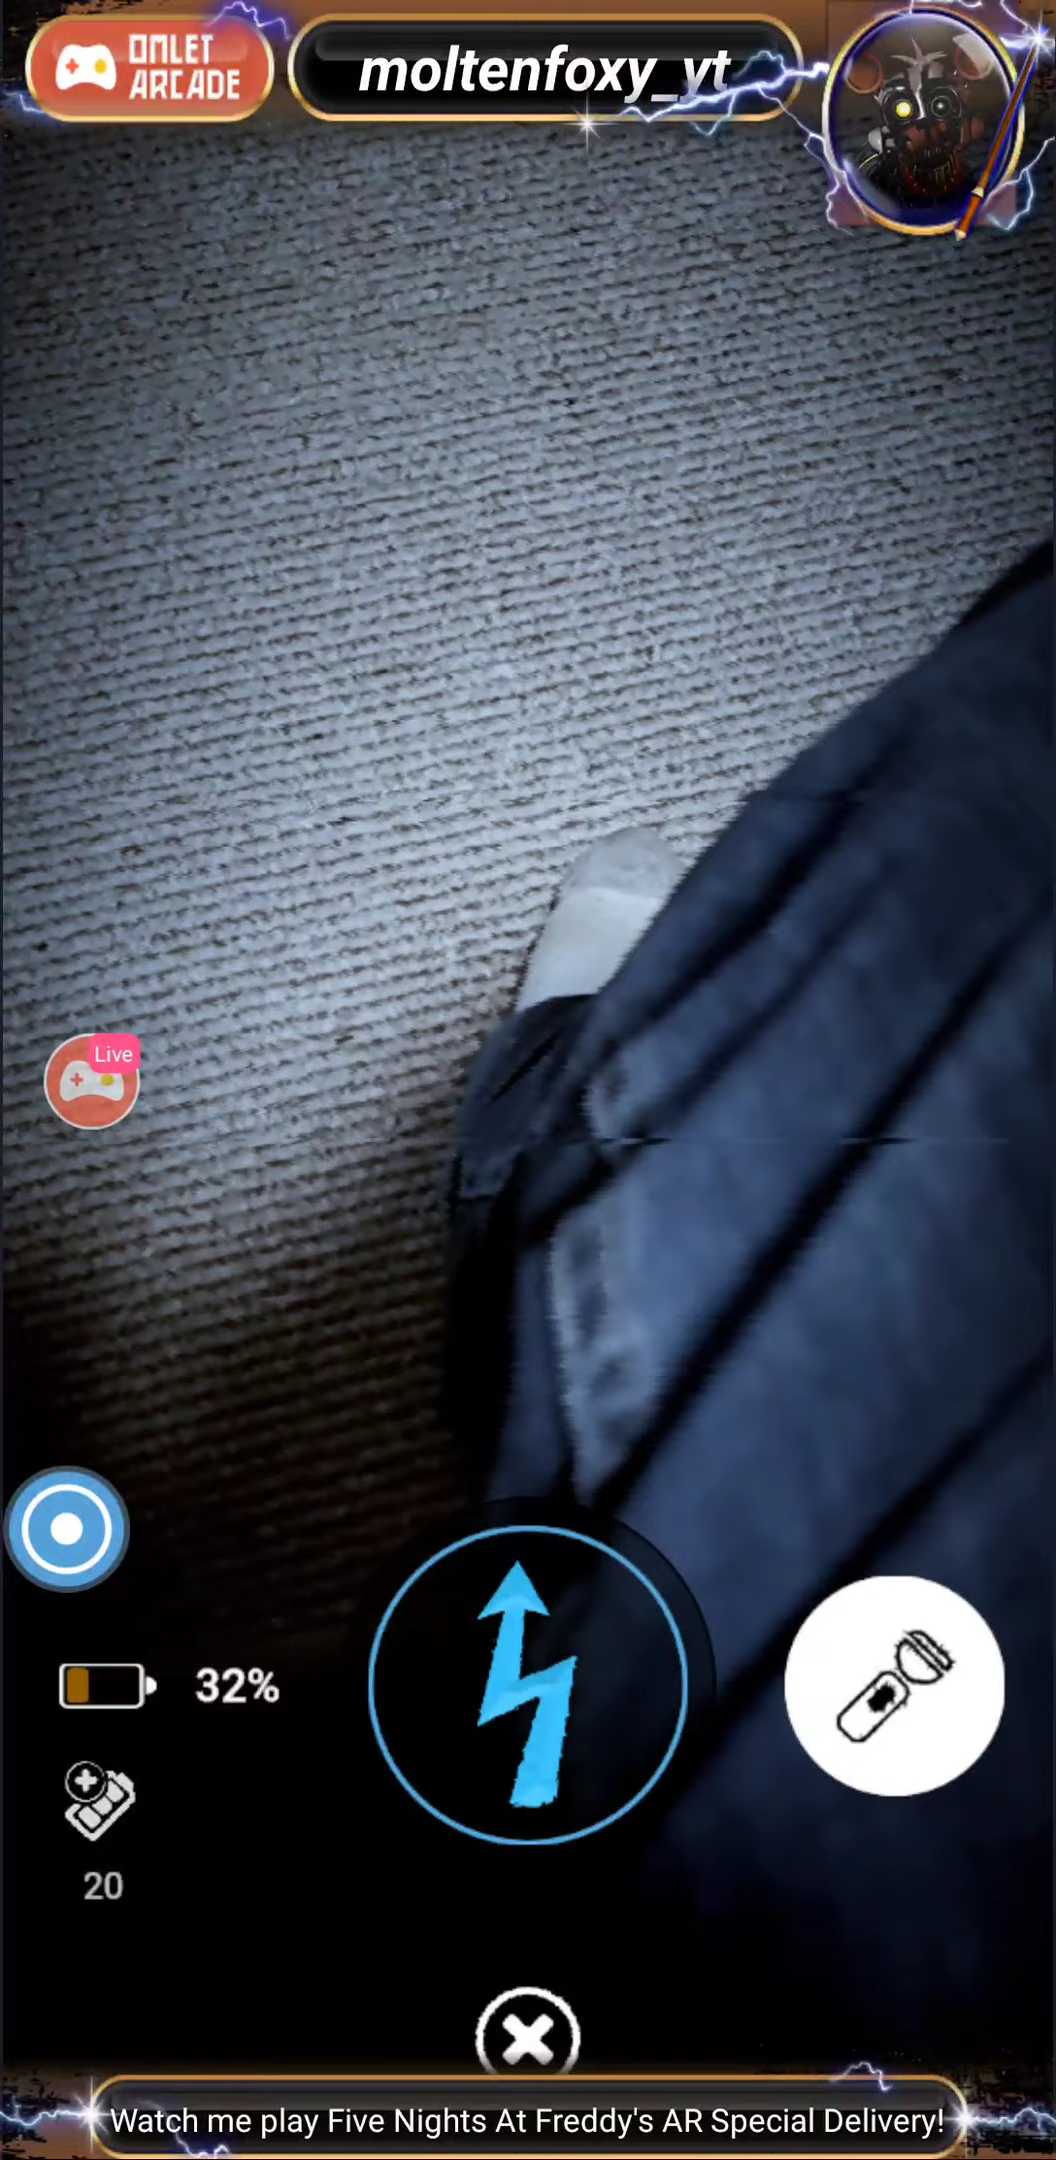 OMLET
ARCADE
moltenfoxy_yt
Live
32%
20
Watch me play Five Nights At Freddy's AR Special Delivery!